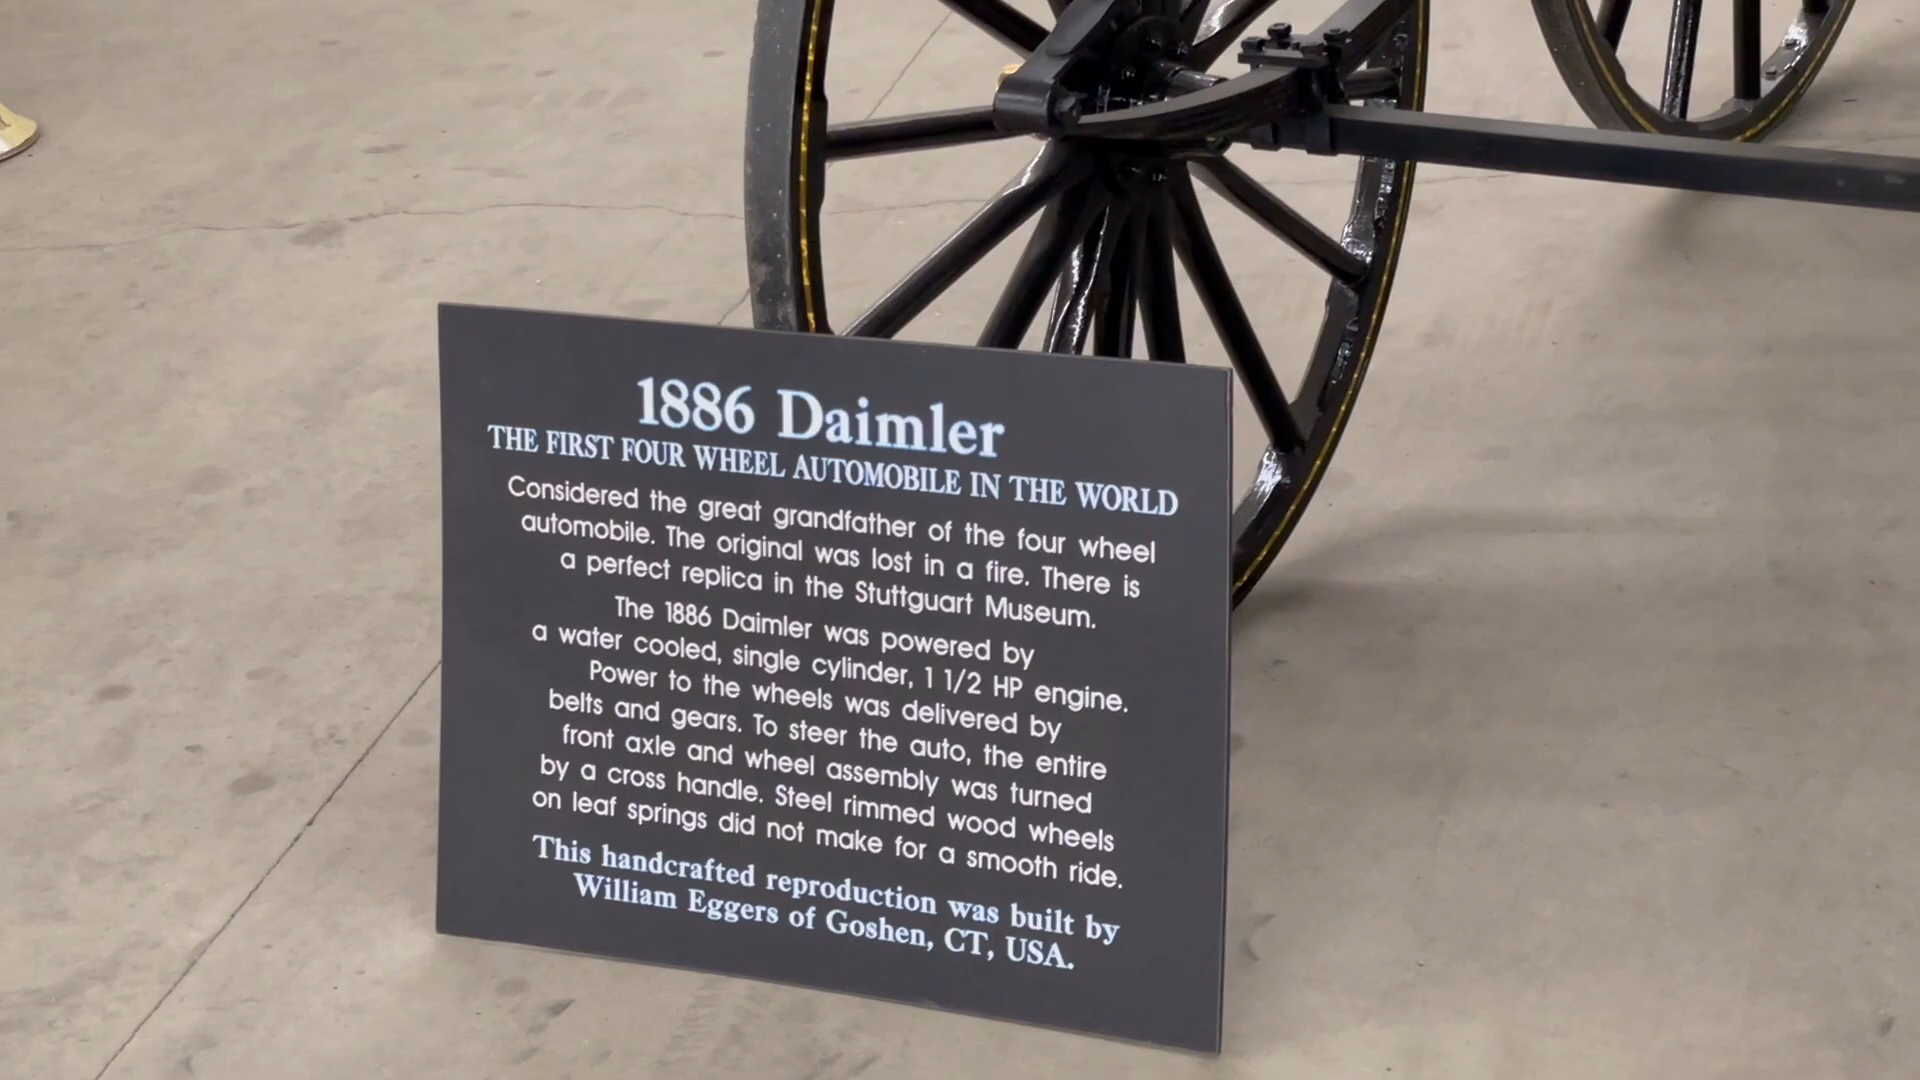 1886 Daimler
THE FIRST FOUR WHEEL AUTOMOBILE IN THE WORLD
Considered the great grandfather of the four wheel
automobile. The original was lost in a fire. There is
a perfect replica in the Stuttguart Museum.
The 1886 Daimler was powered by
a water cooled, single cylinder, 1 1/2 HP engine.
Power to the wheels was delivered by
belts and gears. To steer the auto, the entire
front axle and wheel assembly was turned
by a cross handle. Steel rimmed wood wheels
on leaf springs did not make for a smooth ride.
This handcrafted reproduction was built by
William Eggers of Goshen, CT, USA.